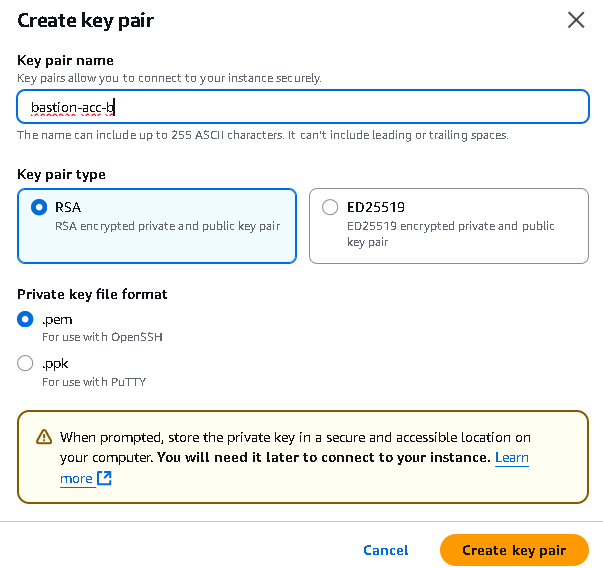 Create key pair
Key pair name
Key pairs allow you to connect to your instance securely.
bastion-acc-b
The name can include up to 255 ASCII characters. It can't include leading or trailing spaces.
Key pair type
RSA
RSA encrypted private and public key pair
ED25519
ED25519 encrypted private and public
key pair
Private key file format
.pem
For use with OpenSSH
.ppk
For use with PuTTY
When prompted, store the private key in a secure and accessible location on
your computer. You will need it later to connect to your instance. Learn
more
Cancel
Create key pair